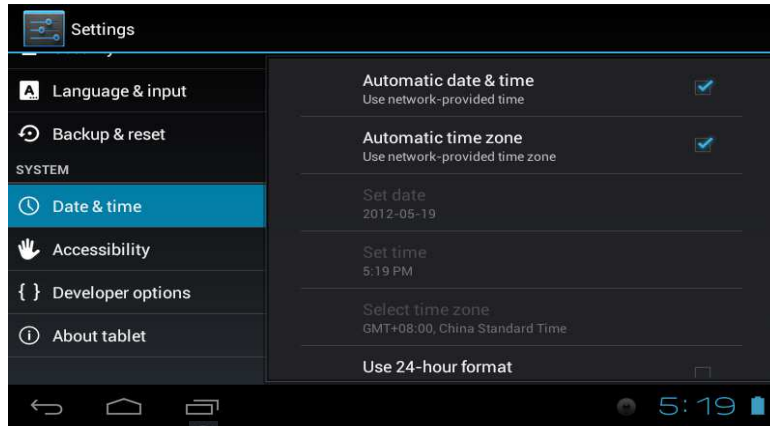 Settings
Language & input
Backup & reset
SYSTEM
Date & time
Accessibility
{ } Developer options
About tablet
Automatic date & time
Use network-provided time
Automatic time zone
Use network-provided time zone
Set date
2012-05-19
Set time
5:19 PM
Select time zone
GMT+08:00, China Standard Time
Use 24-hour format
5:19